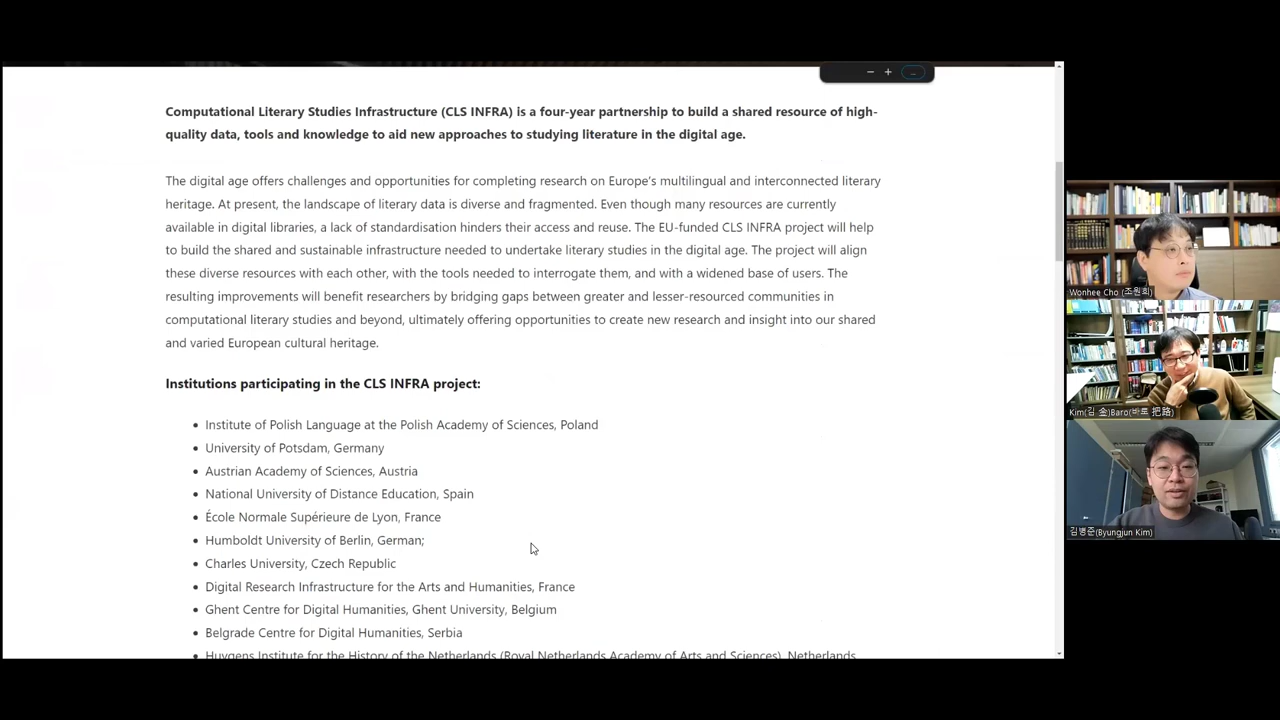 Computational Literary Studies Infrastructure (CLS INFRA) is a four-year partnership to build a shared resource of high-
quality data, tools and knowledge to aid new approaches to studying literature in the digital age.
The digital age offers challenges and opportunities for completing research on Europe's multilingual and interconnected literary
heritage. At present, the landscape of literary data is diverse and fragmented. Even though many resources are currently
available in digital libraries, a lack of standardisation hinders their access and reuse. The EU-funded CLS INFRA project will help
to build the shared and sustainable infrastructure needed to undertake literary studies in the digital age. The project will align
these diverse resources with each other, with the tools needed to interrogate them, and with a widened base of users. The
resulting improvements will benefit researchers by bridging gaps between greater and lesser-resourced communities in
computational literary studies and beyond, ultimately offering opportunities to create new research and insight into our shared
and varied European cultural heritage.
Institutions participating in the CLS INFRA project:
• Institute of Polish Language at the Polish Academy of Sciences, Poland
• University of Potsdam, Germany
• Austrian Academy of Sciences, Austria
• National University of Distance Education, Spain
• École Normale Supérieure de Lyon, France
• Humboldt University of Berlin, German;
• Charles University, Czech Republic
• Digital Research Infrastructure for the Arts and Humanities, France
• Ghent Centre for Digital Humanities, Ghent University, Belgium
• Belgrade Centre for Digital Humanities, Serbia
• Huygens Institute for the History of the Netherlands (Royal Netherlands Academy of Arts and Sciences), Netherlands
Wonhee Cho (조원희)
Kim(김 金)Baro(바로 把路)
김병준(Byungjun Kim)